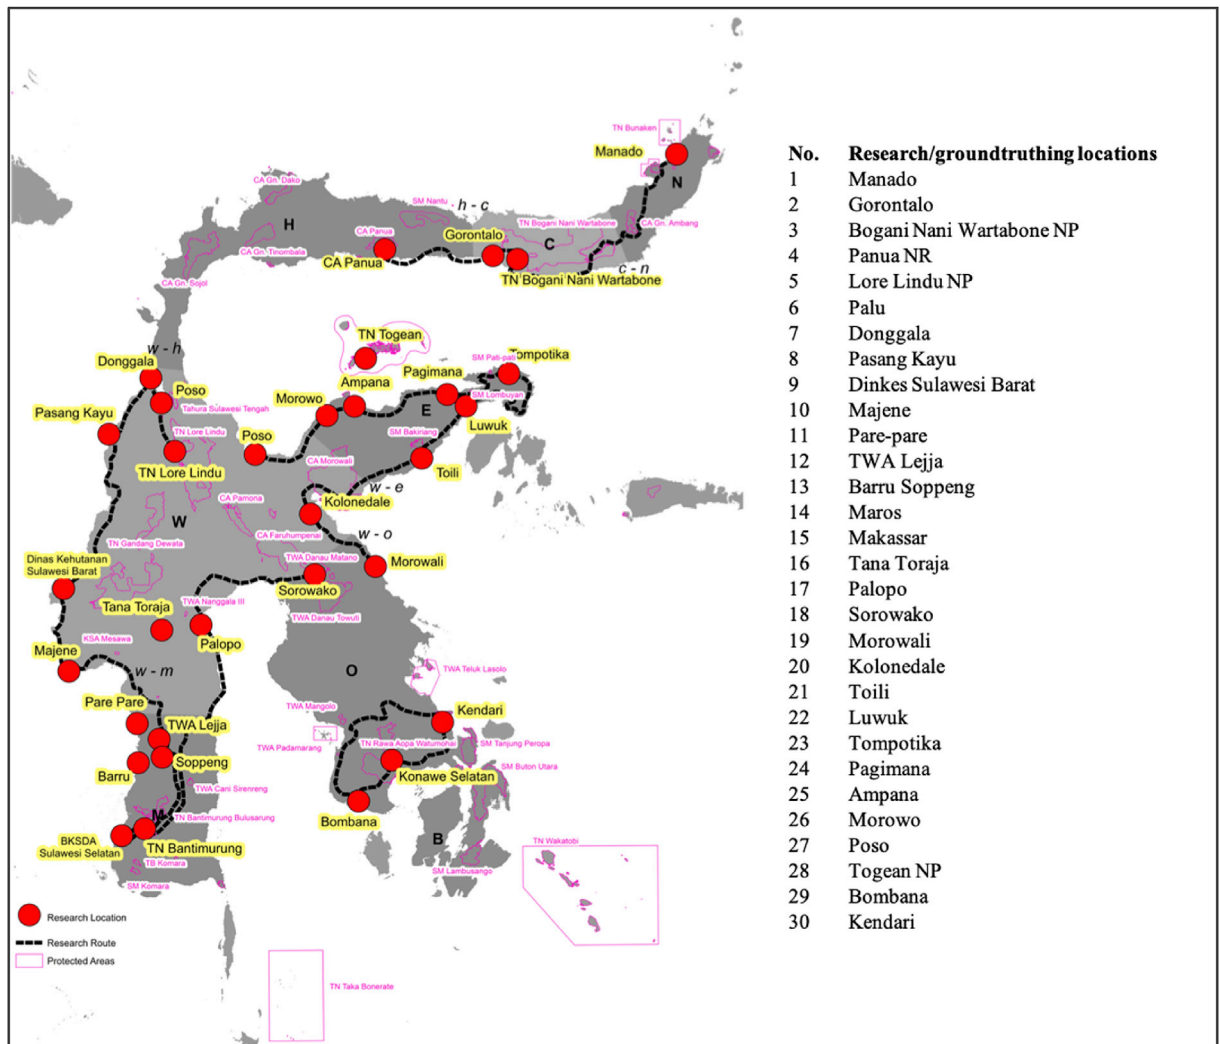 TN Bunaken
Manado
N
CA Gn. Dako
SM Nantu
h - c
TN Bogani Nani Wartabone
CA Gn. Ambang
H
CA Panua
Gorontalo
C
CA Gn. Tinombala
CA Panua
c - n
TN Bogani Nani Wartabone
CA Gn. Sojol
w - h
TN Togean
Donggala
SM Pati-pati
Tompotika
Poso
Ampana
Pagimana
Morowo
SM Lombuyan
Pasang Kayu
Tahura Sulawesi Tengah
E
Luwuk
TN Lore Lindu
Poso
SM Bakiriang
TN Lore Lindu
CA Morowali
Toili
w - e
CA Pamona
Kolonedale
W
w - o
TN Gandang Dewata
CA Faruhumpenai
Dinas Kehutanan
Sulawesi Barat
TWA Danau Matano
Morowali
Sorowako
Tana Toraja
TWA Nanggala III
TWA Danau Towuti
KSA Mesawa
Palopo
Majene
w - m
O
TWA Teluk Lasolo
Pare Pare
TWA Mangolo
Kendari
TWA Lejja
TWA Padamarang
TN Rawa Aopa Watumohai
SM Tanjung Peropa
Soppeng
Barru
Konawe Selatan
SM Buton Utara
TWA Cani Sirenreng
Bombana
M
TN Bantimurung Bulusarung
BKSDA
Sulawesi Selatan
TN Bantimurung
B
TN Wakatobi
TB Komara
SM Lambusango
SM Komara
Research Location
Research Route
Protected Areas
TN Taka Bonerate
No. Research/groundtruthing locations
1 Manado
2 Gorontalo
3 Bogani Nani Wartabone NP
4 Panua NR
5 Lore Lindu NP
6 Palu
7 Donggala
8 Pasang Kayu
9 Dinkes Sulawesi Barat
10 Majene
11 Pare-pare
12 TWA Lejja
13 Barru Soppeng
14 Maros
15 Makassar
16 Tana Toraja
17 Palopo
18 Sorowako
19 Morowali
20 Kolonedale
21 Toili
22 Luwuk
23 Tompotika
24 Pagimana
25 Ampana
26 Morowo
27 Poso
28 Togean NP
29 Bombana
30 Kendari